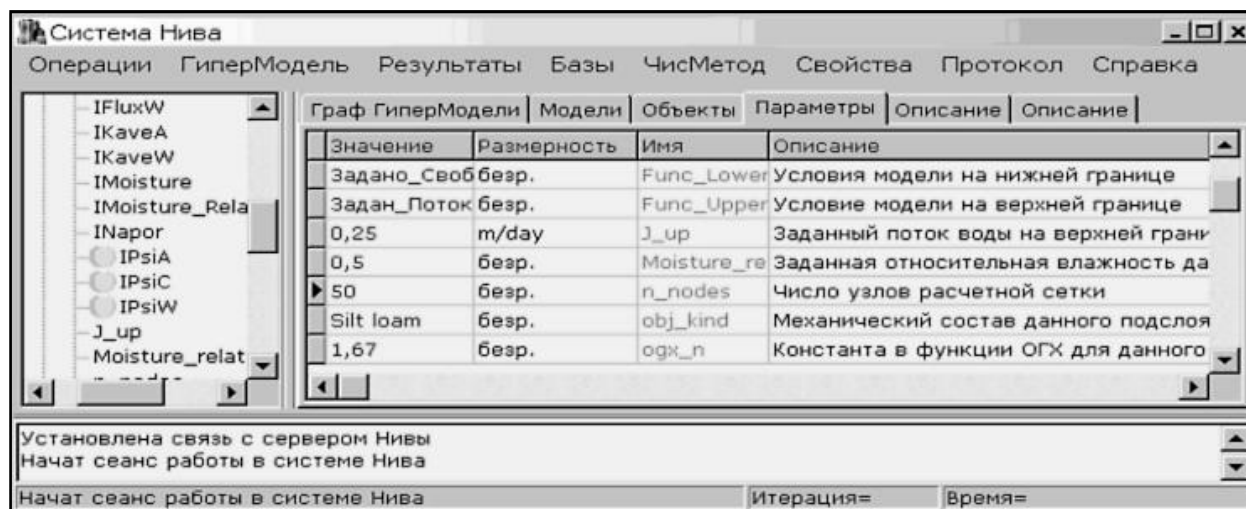 Система Нива
Операции ГиперМодель Результаты Базы ЧисМетод Свойства Протокол Справка
IFluxW
IKaveA
IKaveW
IMoisture
IMoisture_Rela
INapor
IPsiA
IPsiC
IPsiW
J_up
Moisture_relat
Граф ГиперМодели Модели Объекты Параметры Описание Описание
Значение Размерность Имя Описание
Задано_Своб безр. Func_Lower Условия модели на нижней границе
Задан_Поток безр. Func_Upper Условие модели на верхней границе
0,25 m/day J_up Заданный поток воды на верхней грани
0,5 безр. Moisture_re Заданная относительная влажность да
50 безр. n_nodes Число узлов расчетной сетки
Silt loam безр. obj_kind Механический состав данного подслоя
1,67 безр. ogx_n Константа в функции ОГХ для данного
Установлена связь с сервером Нивы
Начат сеанс работы в системе Нива
Начат сеанс работы в системе Нива Итерация= Время=